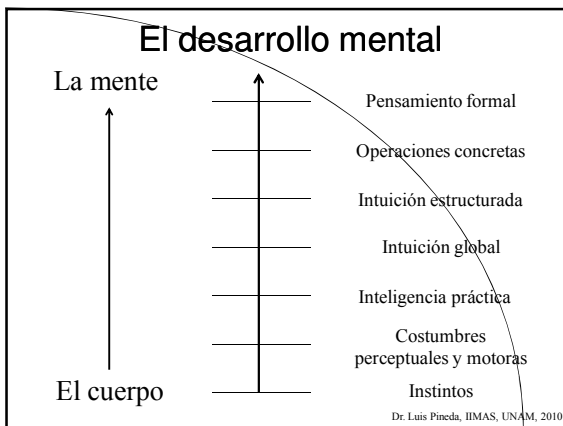 El desarrollo mental
La mente
Pensamiento formal
Operaciones concretas
Intuición estructurada
Intuición global
Inteligencia práctica
Costumbres
perceptuales y motoras
El cuerpo
Instintos
Dr. Luis Pineda, IIMAS, UNAM, 2010